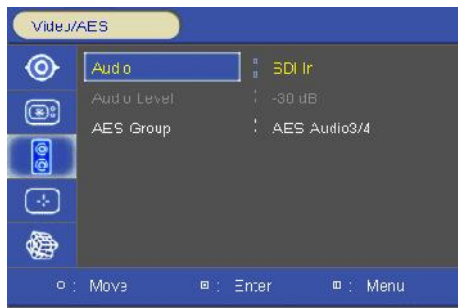 Video/AES
Audio : SDI In
Audio Level : -30 dB
AES Group : AES Audio3/4
: Move : Enter : Menu